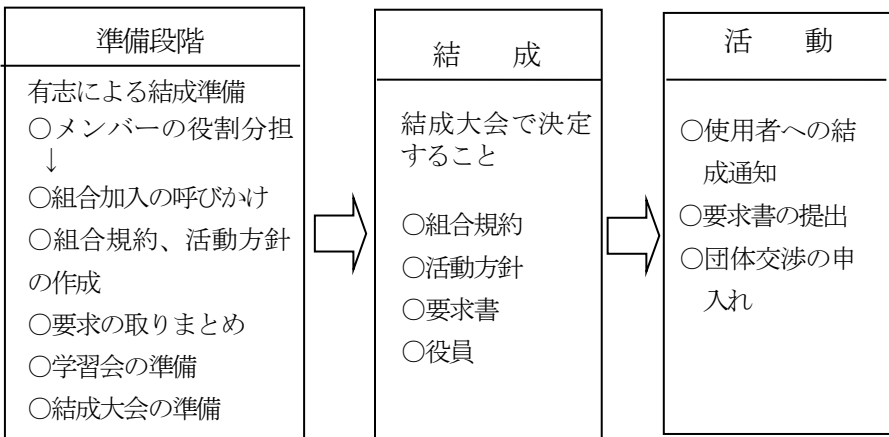 準備段階
有志による結成準備
○メンバーの役割分担
↓
○組合加入の呼びかけ
○組合規約、活動方針
の作成
○要求の取りまとめ
○学習会の準備
○結成大会の準備
結　　成
結成大会で決定
すること
○組合規約
○活動方針
○要求書
○役員
活　　動
○使用者への結
成通知
○要求書の提出
○団体交渉の申
入れ